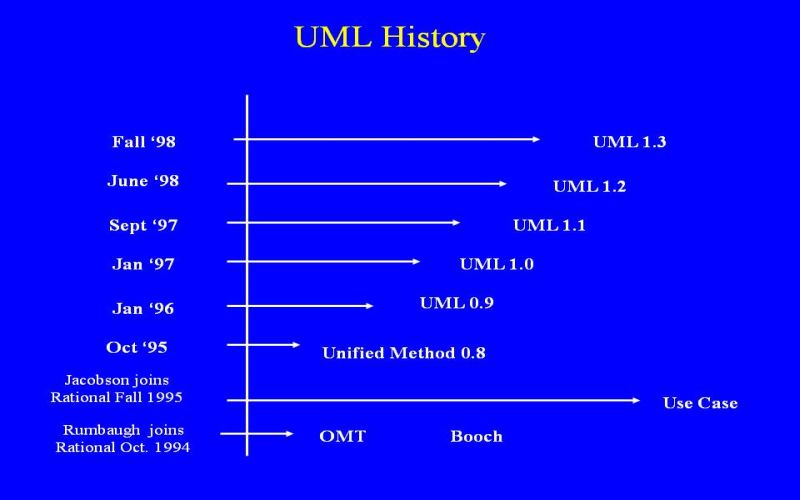 UML History
Fall ‘98
UML 1.3
June ‘98
UML 1.2
Sept ‘97
UML 1.1
Jan ‘97
UML 1.0
Jan ‘96
UML 0.9
Oct ‘95
Unified Method 0.8
Jacobson joins
Rational Fall 1995
Use Case
Rumbaugh joins
Rational Oct. 1994
OMT
Booch